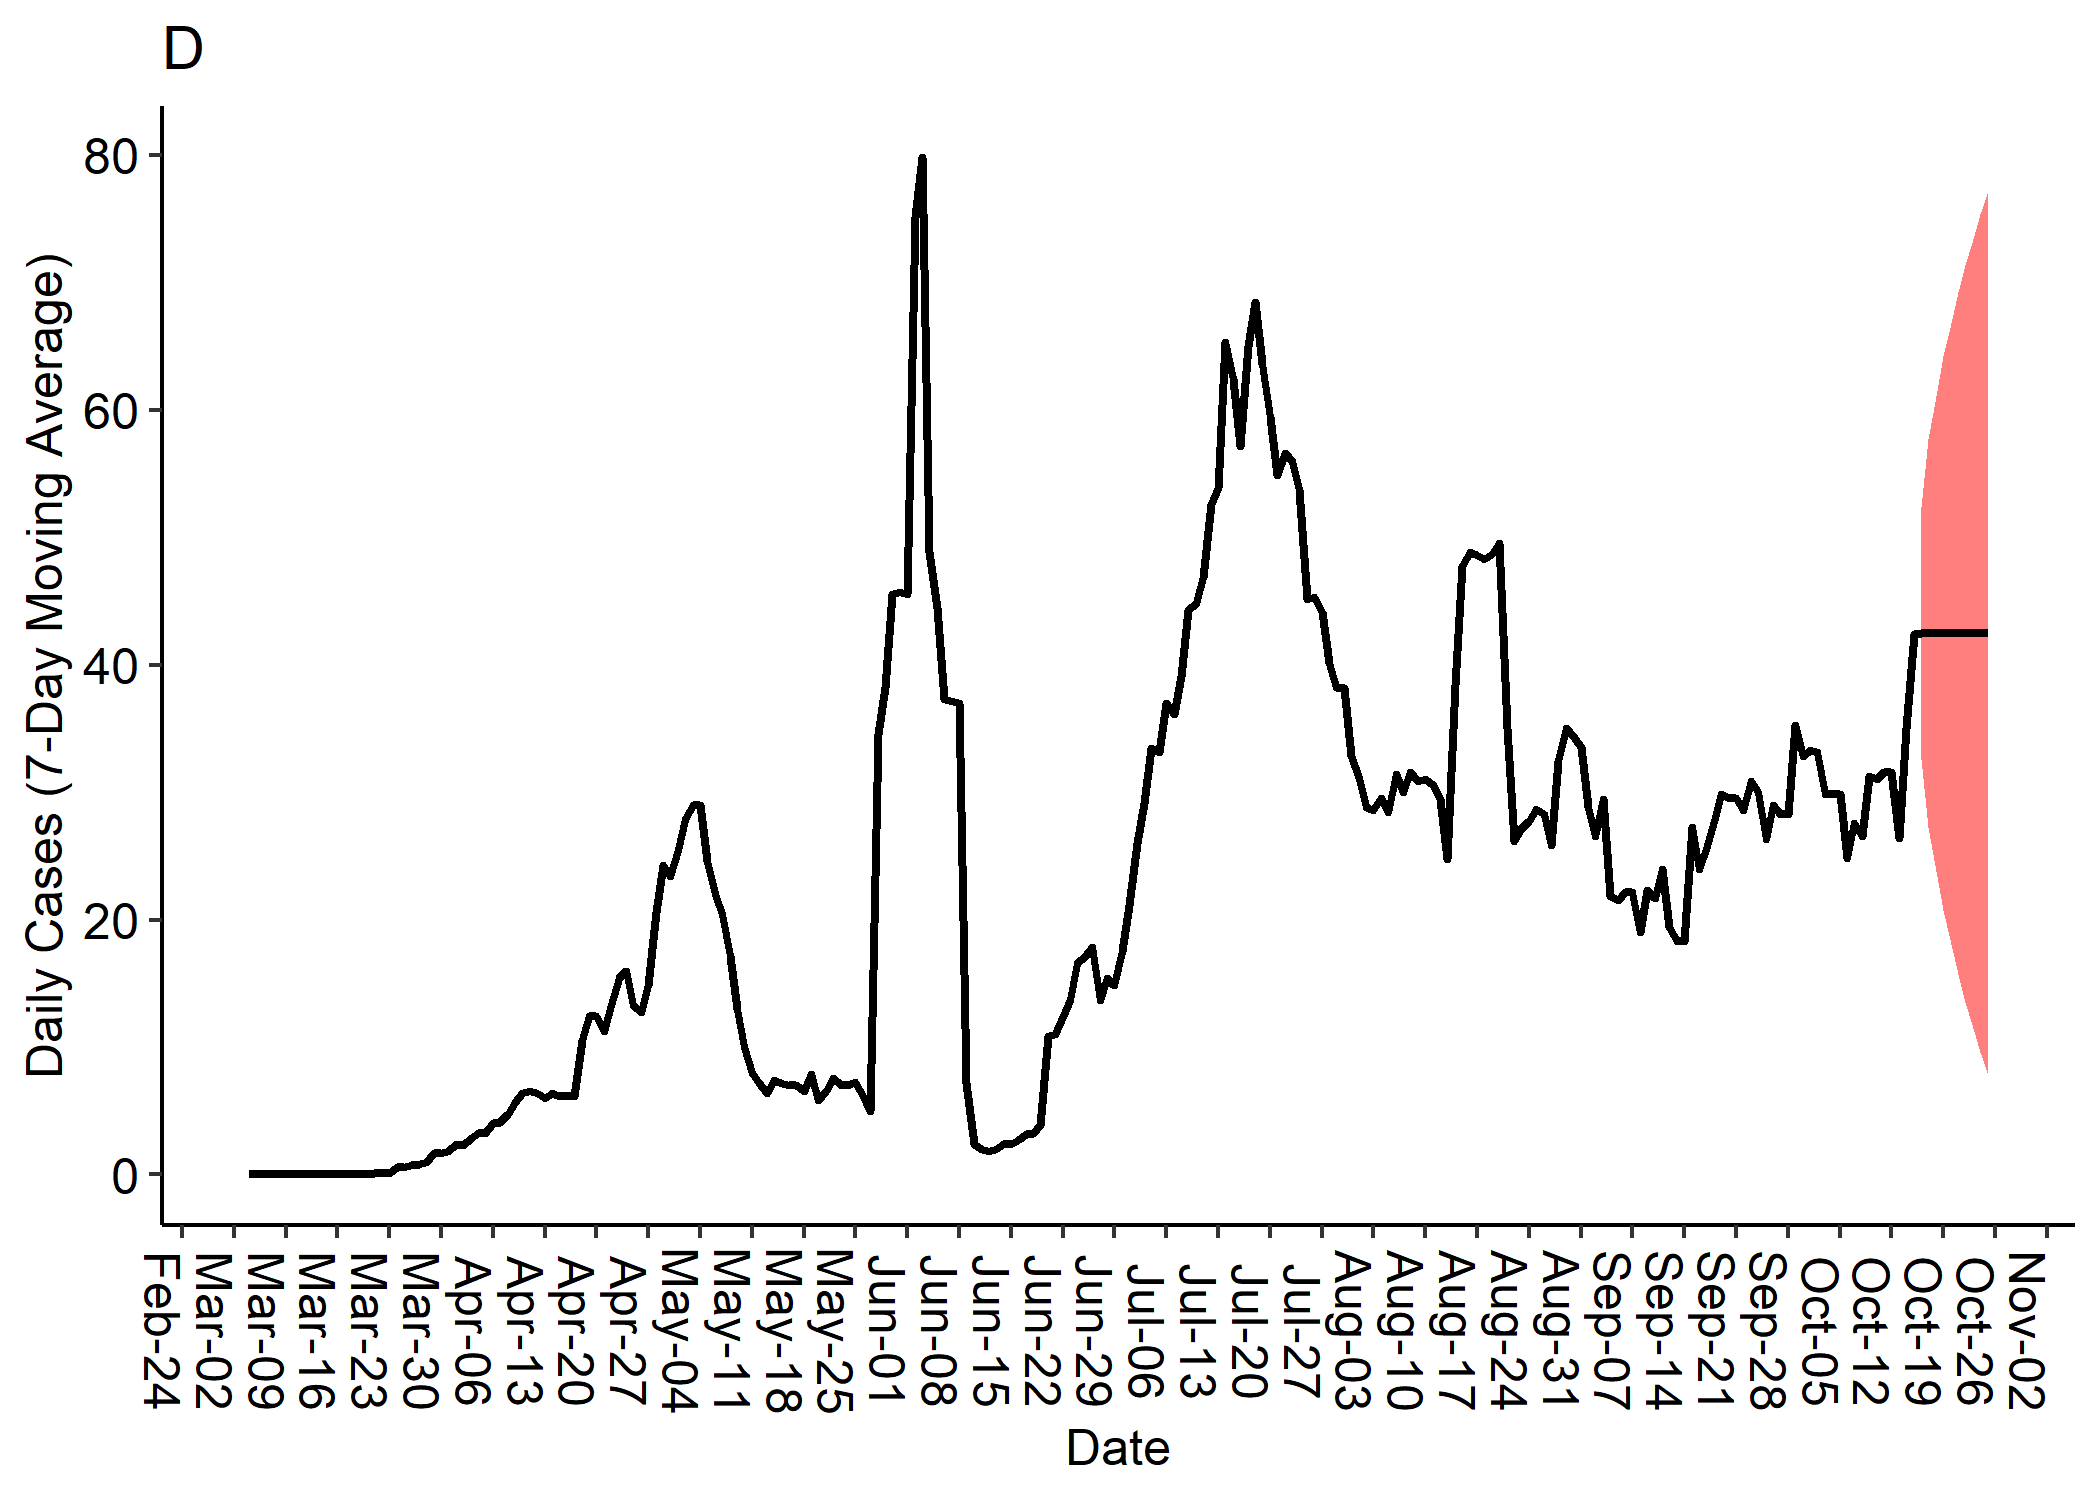 D
Daily Cases (7-Day Moving Average)
80
60
40
20
0
Feb-24
Mar-02
Mar-09
Mar-16
Mar-23
Mar-30
Apr-06
Apr-13
Apr-20
Apr-27
May-04
May-11
May-18
May-25
Jun-01
Jun-08
Jun-15
Jun-22
Jun-29
Jul-06
Jul-13
Jul-20
Jul-27
Aug-03
Aug-10
Aug-17
Aug-24
Aug-31
Sep-07
Sep-14
Sep-21
Sep-28
Oct-05
Oct-12
Oct-19
Oct-26
Nov-02
Date